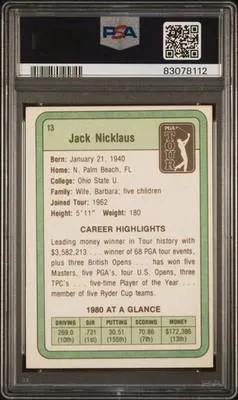 PSA
83078112
13
Jack Nicklaus
PGA
TOUR
Born: January 21, 1940
Home: N. Palm Beach, FL
College: Ohio State U.
Family: Wife, Barbara; five children
Joined Tour: 1962
Height: 5'11" Weight: 180
CAREER HIGHLIGHTS
Leading money winner in Tour history with
$3,582,213 . . . winner of 68 PGA tour events,
plus three British Opens . . . has won five
Masters, five PGA's, four U.S. Opens, three
TPC's . . . five-time Player of the Year . . .
member of five Ryder Cup teams.
1980 AT A GLANCE
DRIVING GIR PUTTING SCORING MONEY
269.0 .721 30.51 70.86 $172,386
(10th) (1st) (155th) (7th) (13th)